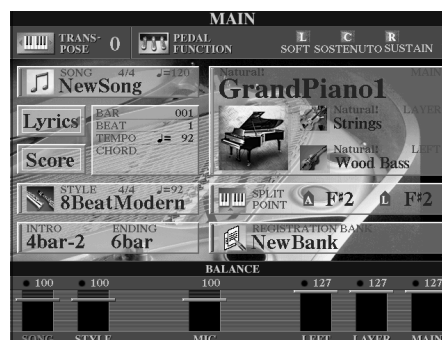 MAIN
TRANS-
POSE 0
PEDAL
FUNCTION
L C R
SOFT SOSTENUTO SUSTAIN
SONG 4/4 ♩=120
NewSong
Lyrics
Score
BAR 001
BEAT 1
TEMPO ♩= 92
CHORD
Natural! MAIN
GrandPiano1
Natural! LAYER
Strings
Natural! LEFT
Wood Bass
STYLE 4/4 ♩=92
8BeatModern
SPLIT
POINT A F♯2 L F♯2
INTRO ENDING
4bar-2 6bar
REGISTRATION BANK
NewBank
BALANCE
100 100 100 127 127 127
SONG STYLE MIC LEFT LAYER MAIN